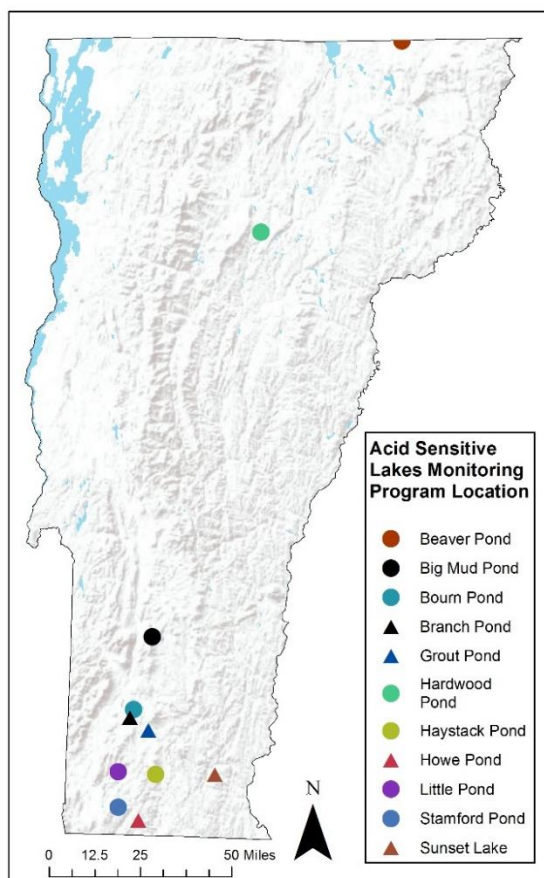 Acid Sensitive
Lakes Monitoring
Program Location
Beaver Pond
Big Mud Pond
Bourn Pond
Branch Pond
Grout Pond
Hardwood
Pond
Haystack Pond
Howe Pond
Little Pond
Stamford Pond
Sunset Lake
N
0 12.5 25 50 Miles